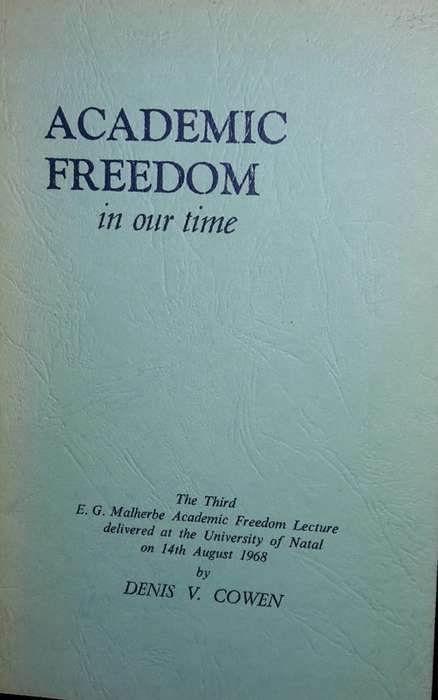 ACADEMIC
FREEDOM
in our time
The Third
E. G. Malherbe Academic Freedom Lecture
delivered at the University of Natal
on 14th August 1968
by
DENIS V. COWEN